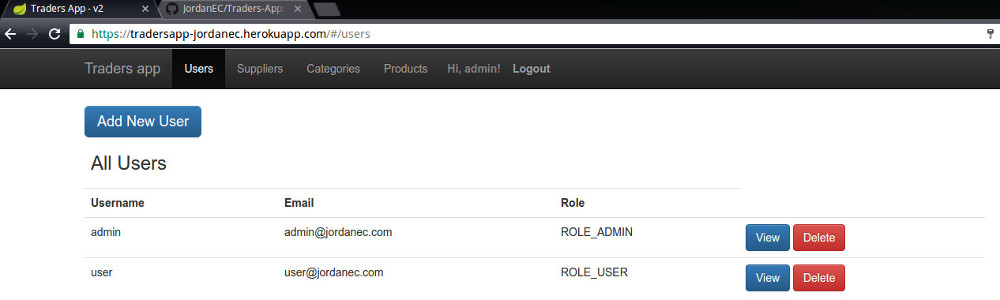 Traders App - v2
JordanEC/Traders-App
https://tradersapp-jordanec.herokuapp.com/#/users
Traders app Users Suppliers Categories Products Hi, admin! Logout
Add New User
All Users
Username Email Role
admin admin@jordanec.com ROLE_ADMIN View Delete
user user@jordanec.com ROLE_USER View Delete